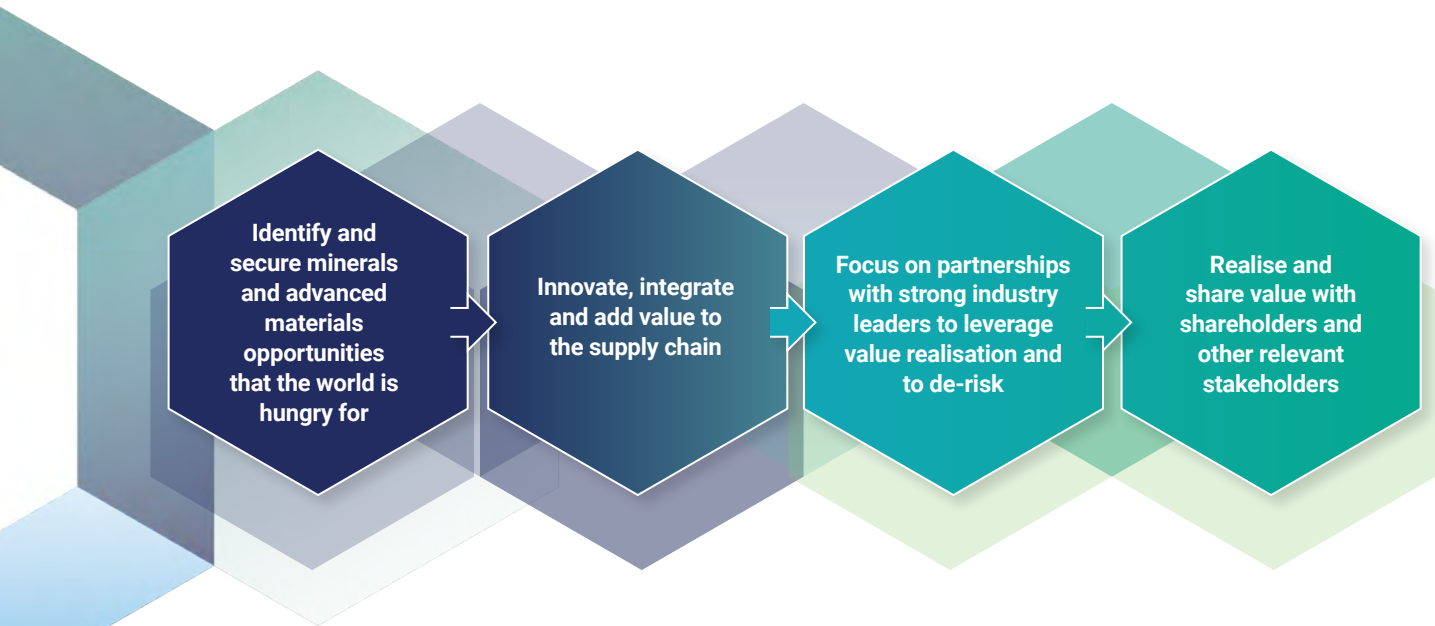 Identify and
secure minerals
and advanced
materials
opportunities
that the world is
hungry for
Innovate, integrate
and add value to
the supply chain
Focus on partnerships
with strong industry
leaders to leverage
value realisation and
to de-risk
Realise and
share value with
shareholders and
other relevant
stakeholders